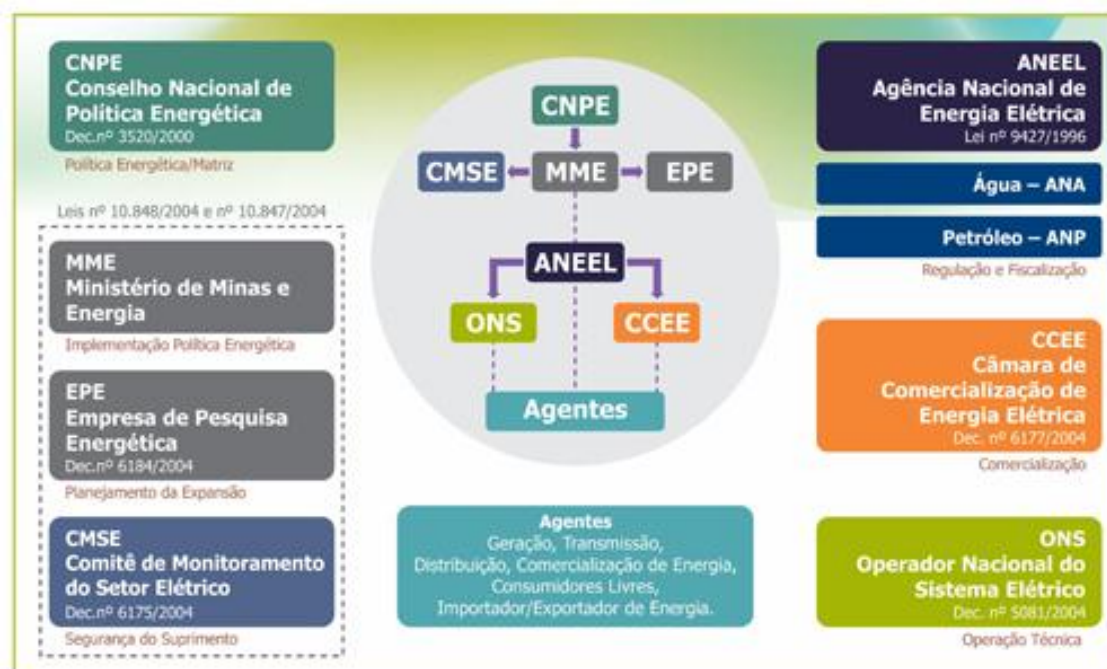 CNPE
Conselho Nacional de
Política Energética
Dec.nº 3520/2000
Política Energética/Matriz
Leis nº 10.848/2004 e nº 10.847/2004
MME
Ministério de Minas e
Energia
Implementação Política Energética
EPE
Empresa de Pesquisa
Energética
Dec.nº 6184/2004
Planejamento da Expansão
CMSE
Comitê de Monitoramento
do Setor Elétrico
Dec.nº 6175/2004
Segurança do Suprimento
CNPE
CMSE
MME
EPE
ANEEL
ONS
CCEE
Agentes
Agentes
Geração, Transmissão,
Distribuição, Comercialização de Energia,
Consumidores Livres,
Importador/Exportador de Energia.
ANEEL
Agência Nacional de
Energia Elétrica
Lei nº 9427/1996
Água – ANA
Petróleo – ANP
Regulação e Fiscalização
CCEE
Câmara de
Comercialização de
Energia Elétrica
Dec. nº 6177/2004
Comercialização
ONS
Operador Nacional do
Sistema Elétrico
Dec. nº 5081/2004
Operação Técnica